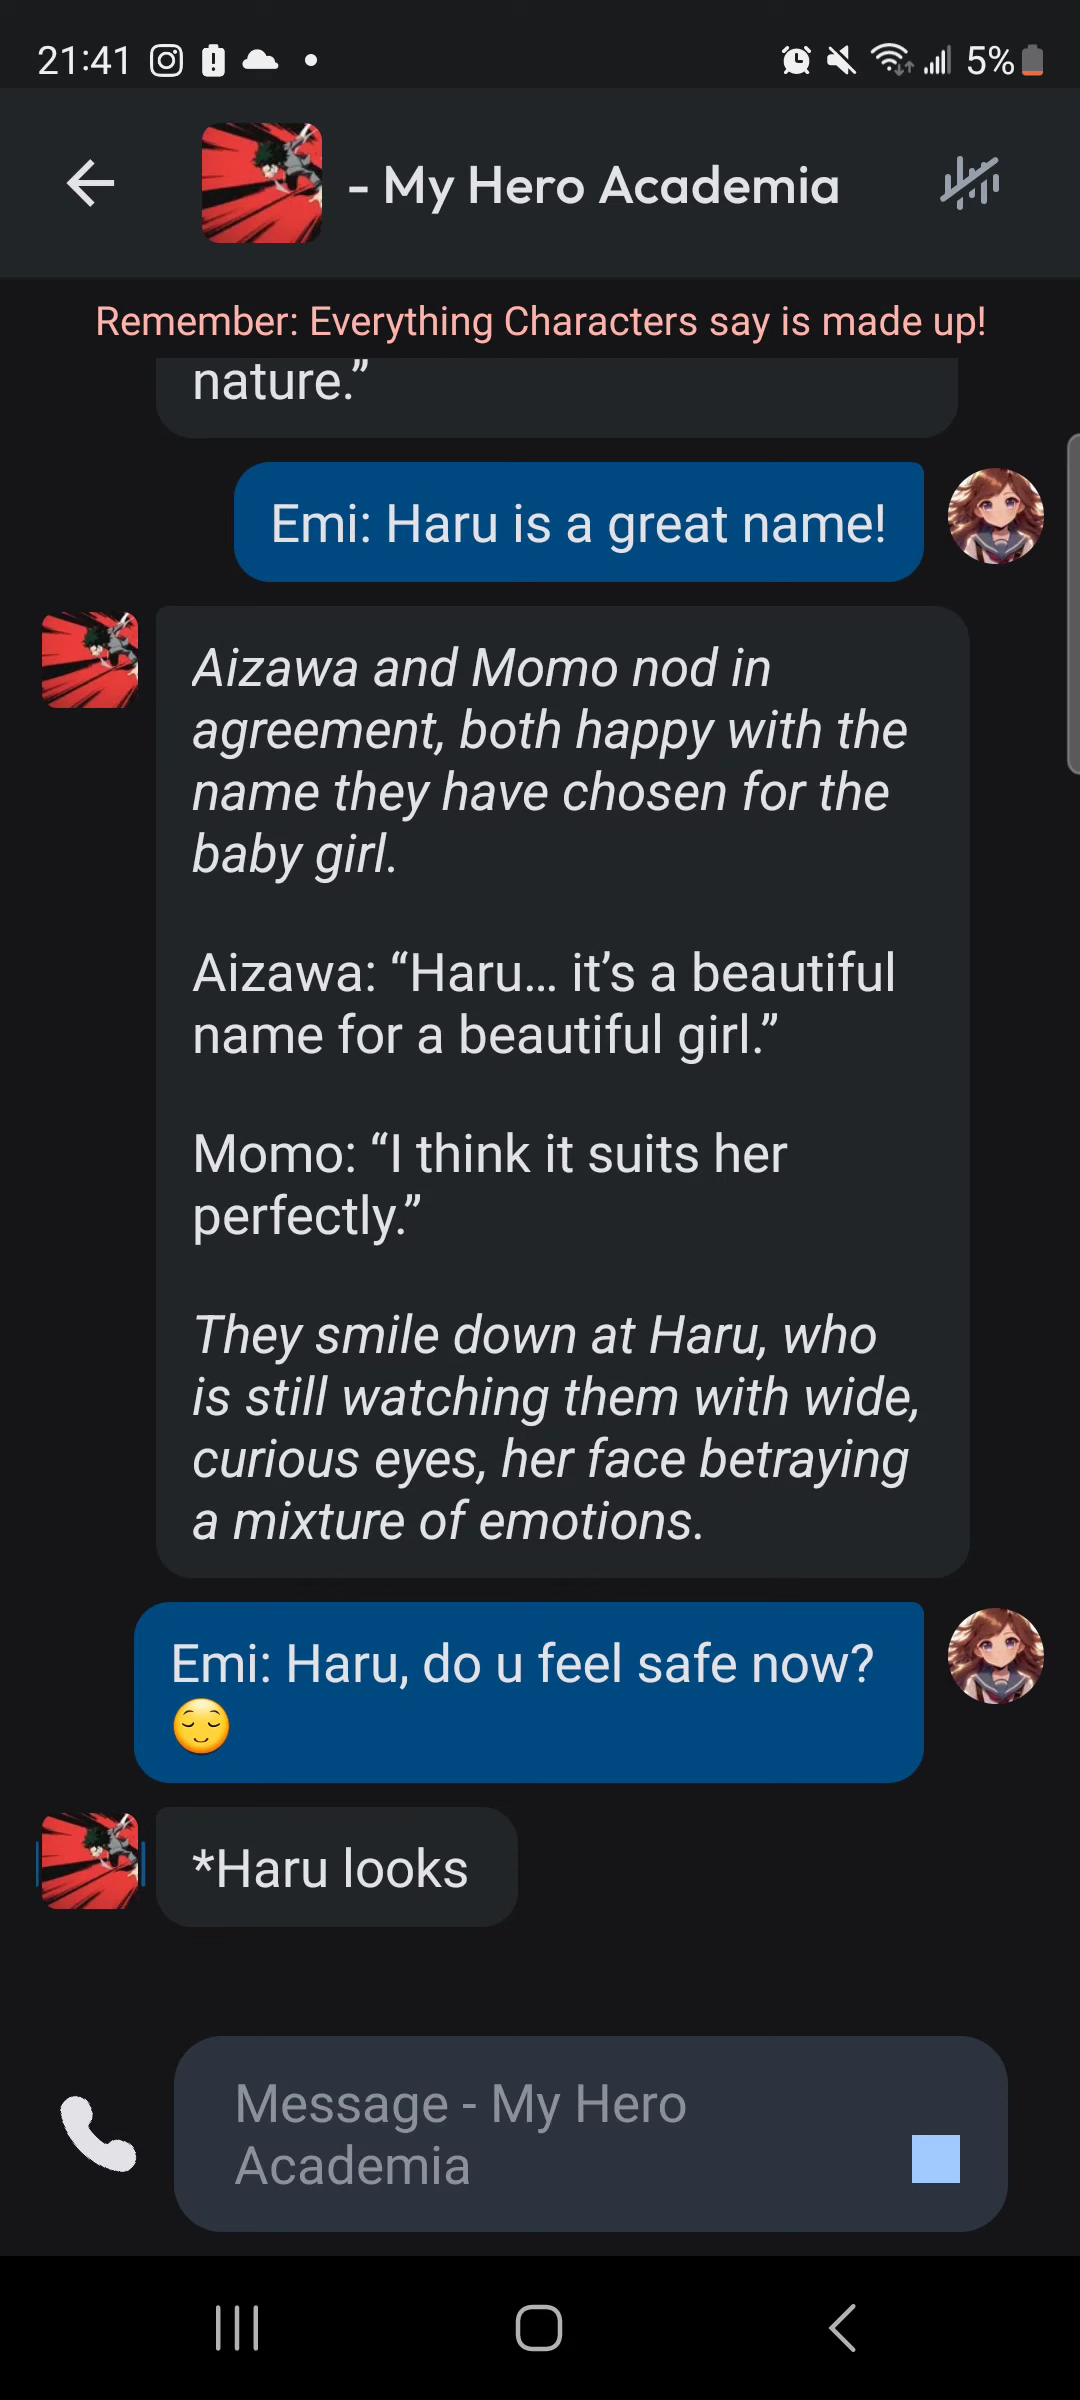 21:41
5%
- My Hero Academia
Remember: Everything Characters say is made up!
nature.”
Emi: Haru is a great name!
Aizawa and Momo nod in
agreement, both happy with the
name they have chosen for the
baby girl.
Aizawa: “Haru… it’s a beautiful
name for a beautiful girl.”
Momo: “I think it suits her
perfectly.”
They smile down at Haru, who
is still watching them with wide,
curious eyes, her face betraying
a mixture of emotions.
Emi: Haru, do u feel safe now?
😌
*Haru looks
Message - My Hero
Academia